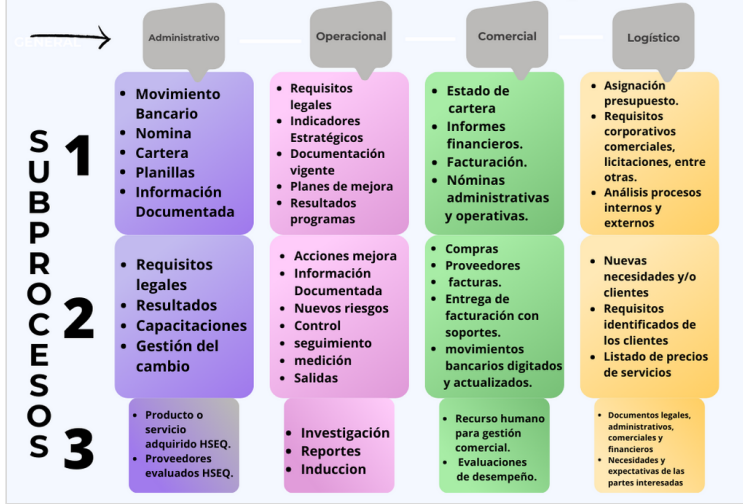 GENERAL
Administrativo
Operacional
Comercial
Logístico
SUBPROCESOS
1
• Movimiento
Bancario
• Nomina
• Cartera
• Planillas
• Información
Documentada
• Requisitos
legales
• Indicadores
Estratégicos
• Documentación
vigente
• Planes de mejora
• Resultados
programas
• Estado de
cartera
• Informes
financieros.
• Facturación.
• Nóminas
administrativas
y operativas.
• Asignación
presupuesto.
• Requisitos
corporativos
comerciales,
licitaciones, entre
otras.
• Análisis procesos
internos y
externos
2
• Requisitos
legales
• Resultados
• Capacitaciones
• Gestión del
cambio
• Acciones mejora
• Información
Documentada
• Nuevos riesgos
• Control
• seguimiento
• medición
• Salidas
• Compras
• Proveedores
• facturas.
• Entrega de
facturación con
soportes.
• movimientos
bancarios digitados
y actualizados.
• Nuevas
necesidades y/o
clientes
• Requisitos
identificados de
los clientes
• Listado de precios
de servicios
3
• Producto o
servicio
adquirido HSEQ.
• Proveedores
evaluados HSEQ.
• Investigación
• Reportes
• Induccion
• Recurso humano
para gestión
comercial.
• Evaluaciones
de desempeño.
• Documentos legales,
administrativos,
comerciales y
financieros
• Necesidades y
expectativas de las
partes interesadas